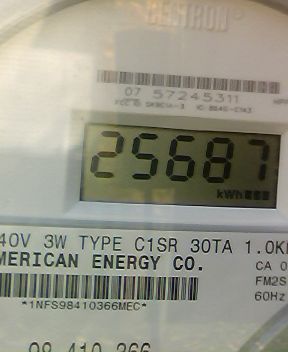 CENTRON®
07 57245311
25687
kWh
40V 3W TYPE C1SR 30TA 1.0K
MERICAN ENERGY CO.
CA 0
FM2S
60Hz
*1NFS98410366MEC*
98 410 366